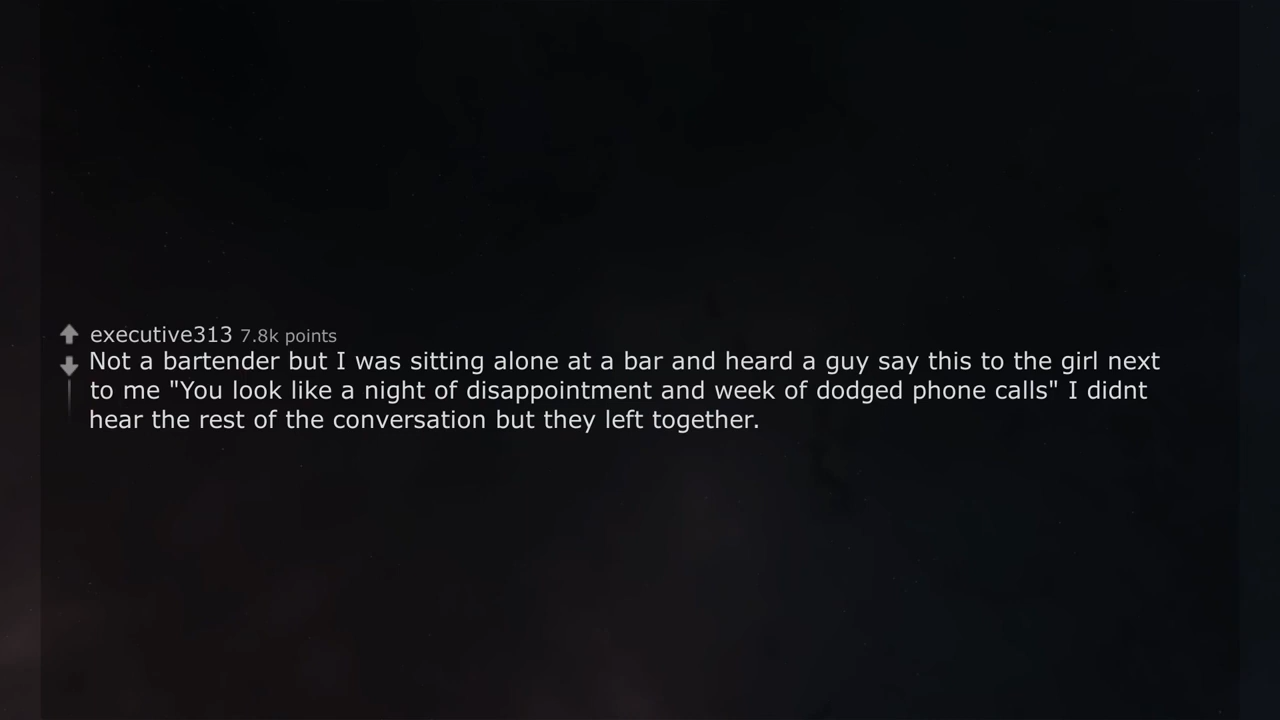 executive313 7.8k points
Not a bartender but I was sitting alone at a bar and heard a guy say this to the girl next
to me "You look like a night of disappointment and week of dodged phone calls" I didnt
hear the rest of the conversation but they left together.